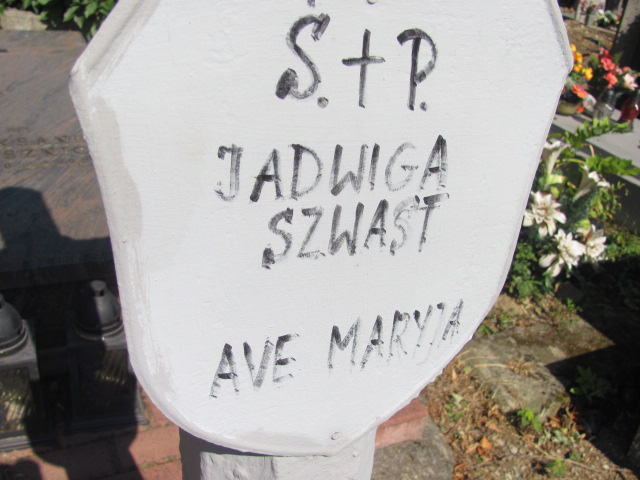 Ś. † P.
JADWIGA
SZWAST
AVE MARYJA